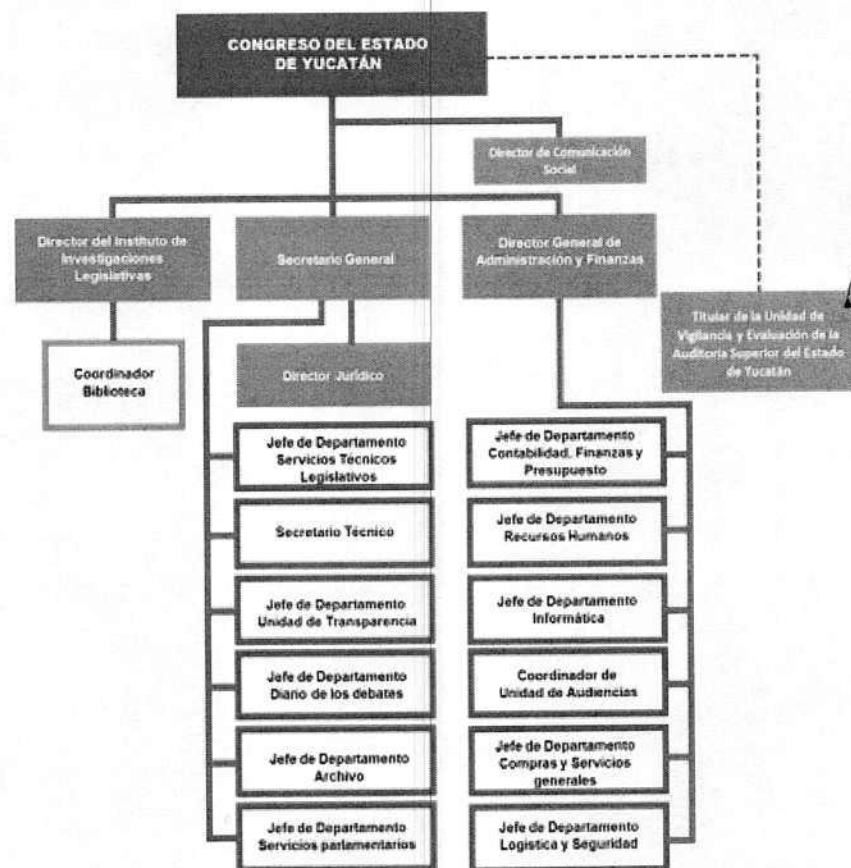 CONGRESO DEL ESTADO
DE YUCATÁN
Director de Comunicación
Social
Director del Instituto de
Investigaciones
Legislativas
Secretario General
Director General de
Administración y Finanzas
Titular de la Unidad de
Vigilancia y Evaluación de la
Auditoría Superior del Estado
de Yucatán
Coordinador
Biblioteca
Director Jurídico
Jefe de Departamento
Servicios Técnicos
Legislativos
Secretario Técnico
Jefe de Departamento
Unidad de Transparencia
Jefe de Departamento
Diario de los debates
Jefe de Departamento
Archivo
Jefe de Departamento
Servicios parlamentarios
Jefe de Departamento
Contabilidad, Finanzas y
Presupuesto
Jefe de Departamento
Recursos Humanos
Jefe de Departamento
Informática
Coordinador de
Unidad de Audiencias
Jefe de Departamento
Compras y Servicios
generales
Jefe de Departamento
Logística y Seguridad